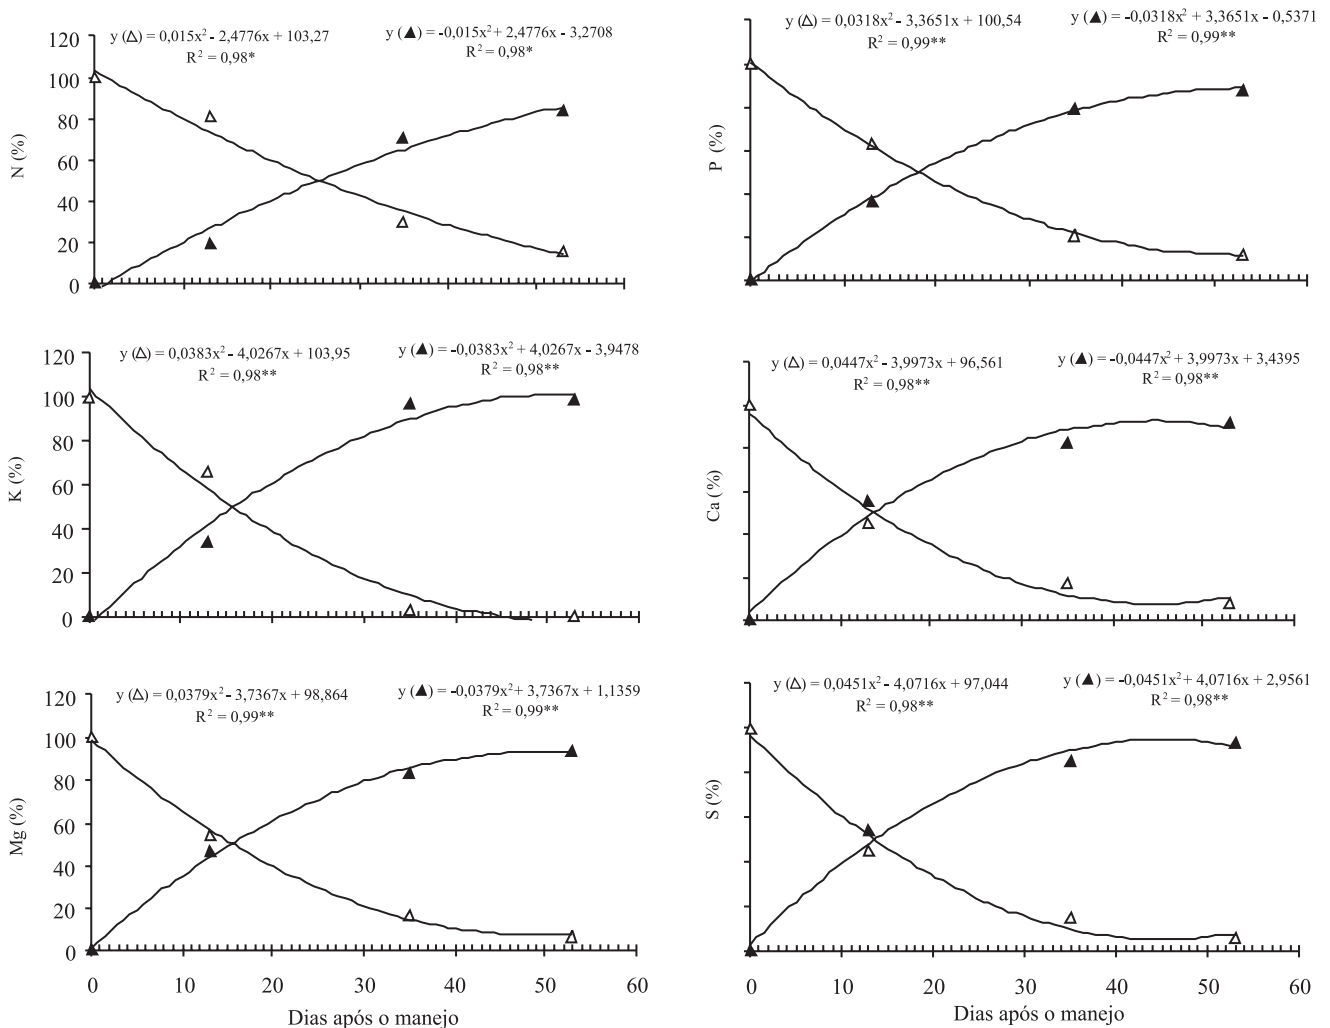 y (Δ) = 0,015x² - 2,4776x + 103,27
R² = 0,98*
y (▲) = -0,015x² + 2,4776x - 3,2708
R² = 0,98*
120
100
80
60
40
20
0
N (%)
y (Δ) = 0,0318x² - 3,3651x + 100,54
R² = 0,99**
y (▲) = -0,0318x² + 3,3651x - 0,5371
R² = 0,99**
P (%)
y (Δ) = 0,0383x² - 4,0267x + 103,95
R² = 0,98**
y (▲) = -0,0383x² + 4,0267x - 3,9478
R² = 0,98**
120
100
80
60
40
20
0
K (%)
y (Δ) = 0,0447x² - 3,9973x + 96,561
R² = 0,98**
y (▲) = -0,0447x² + 3,9973x + 3,4395
R² = 0,98**
Ca (%)
y (Δ) = 0,0379x² - 3,7367x + 98,864
R² = 0,99**
y (▲) = -0,0379x² + 3,7367x + 1,1359
R² = 0,99**
120
100
80
60
40
20
0
Mg (%)
0 10 20 30 40 50 60
Dias após o manejo
y (Δ) = 0,0451x² - 4,0716x + 97,044
R² = 0,98**
y (▲) = -0,0451x² + 4,0716x + 2,9561
R² = 0,98**
S (%)
0 10 20 30 40 50 60
Dias após o manejo